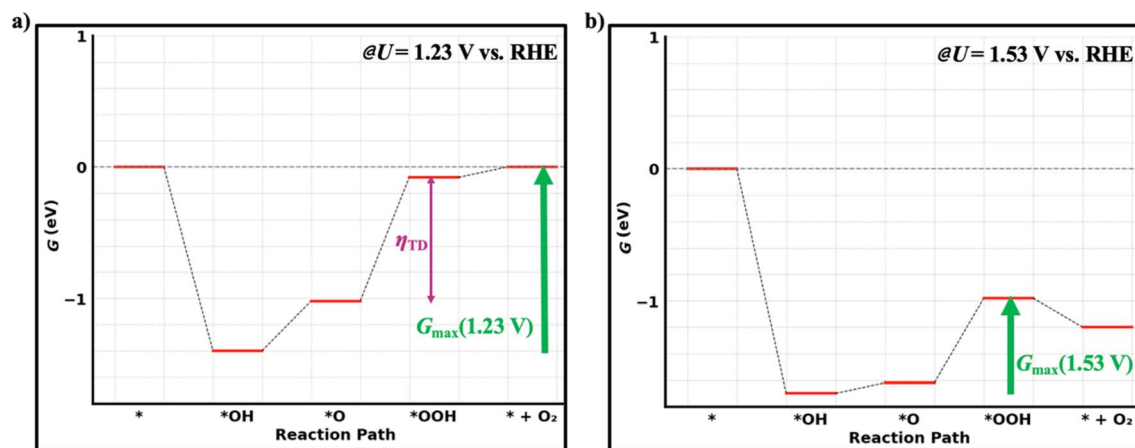 a)
@U = 1.23 V vs. RHE
1
0
−1
G (eV)
ηTD
Gmax(1.23 V)
* *OH *O *OOH * + O₂
Reaction Path
b)
@U = 1.53 V vs. RHE
1
0
−1
G (eV)
Gmax(1.53 V)
* *OH *O *OOH * + O₂
Reaction Path